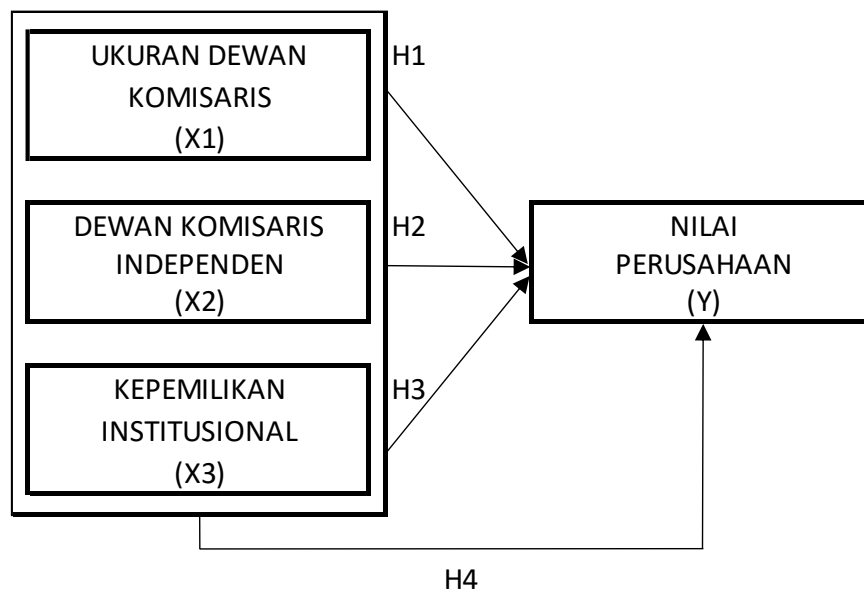 UKURAN DEWAN
KOMISARIS
(X1)
H1
DEWAN KOMISARIS
INDEPENDEN
(X2)
H2
KEPEMILIKAN
INSTITUSIONAL
(X3)
H3
NILAI
PERUSAHAAN
(Y)
H4